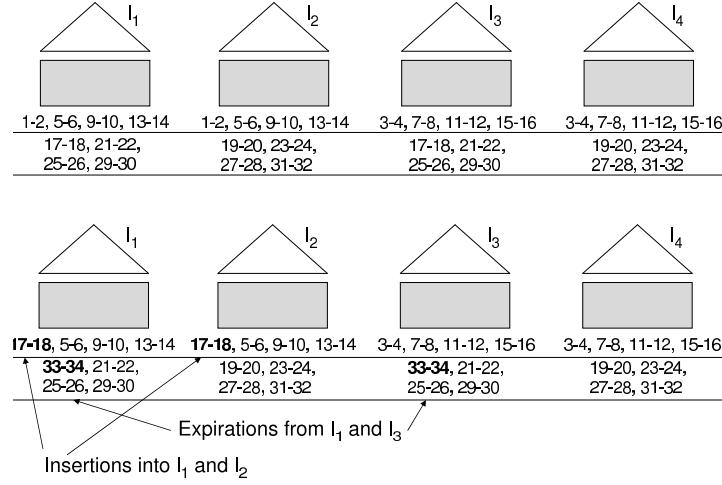 I1 I2 I3 I4
1-2, 5-6, 9-10, 13-14 1-2, 5-6, 9-10, 13-14 3-4, 7-8, 11-12, 15-16 3-4, 7-8, 11-12, 15-16
17-18, 21-22, 19-20, 23-24, 17-18, 21-22, 19-20, 23-24,
25-26, 29-30 27-28, 31-32 25-26, 29-30 27-28, 31-32
I1 I2 I3 I4
17-18, 5-6, 9-10, 13-14 17-18, 5-6, 9-10, 13-14 3-4, 7-8, 11-12, 15-16 3-4, 7-8, 11-12, 15-16
33-34, 21-22, 19-20, 23-24, 33-34, 21-22, 19-20, 23-24,
25-26, 29-30 27-28, 31-32 25-26, 29-30 27-28, 31-32
Expirations from I1 and I3
Insertions into I1 and I2